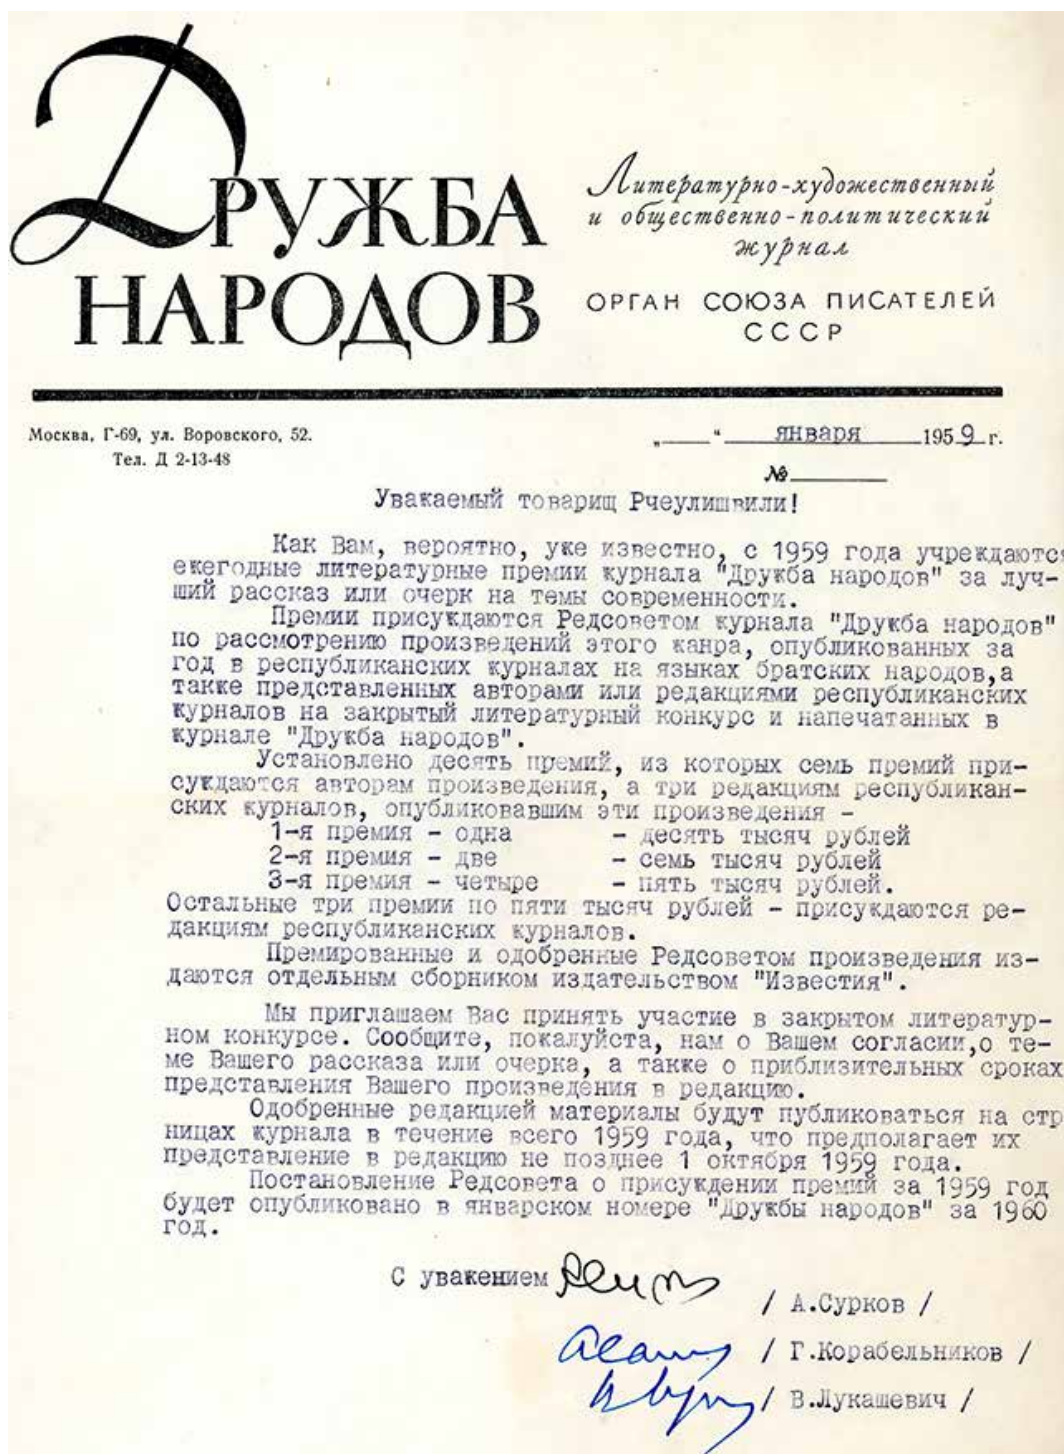 ДРУЖБА
НАРОДОВ
Литературно-художественный
и общественно-политический
журнал
ОРГАН СОЮЗА ПИСАТЕЛЕЙ
СССР
Москва, Г-69, ул. Воровского, 52.
Тел. Д 2-13-48
„ “ января 1959 г.
№
Уважаемый товарищ Рчеулишвили!
Как Вам, вероятно, уже известно, с 1959 года учреждаются
ежегодные литературные премии журнала "Дружба народов" за луч-
ший рассказ или очерк на темы современности.
Премии присуждаются Редсоветом журнала "Дружба народов"
по рассмотрению произведений этого жанра, опубликованных за
год в республиканских журналах на языках братских народов,а
также представленных авторами или редакциями республиканских
журналов на закрытый литературный конкурс и напечатанных в
журнале "Дружба народов".
Установлено десять премий, из которых семь премий при-
суждаются авторам произведения, а три редакциям республикан-
ских журналов, опубликовавшим эти произведения -
1-я премия - одна - десять тысяч рублей
2-я премия - две - семь тысяч рублей
3-я премия - четыре - пять тысяч рублей.
Остальные три премии по пяти тысяч рублей - присуждаются ре-
дакциям республиканских журналов.
Премированные и одобренные Редсоветом произведения из-
даются отдельным сборником издательством "Известия".
Мы приглашаем Вас принять участие в закрытом литератур-
ном конкурсе. Сообщите, пожалуйста, нам о Вашем согласии,о те-
ме Вашего рассказа или очерка, а также о приблизительных сроках
представления Вашего произведения в редакцию.
Одобренные редакцией материалы будут публиковаться на стр
ницах журнала в течение всего 1959 года, что предполагает их
представление в редакцию не позднее 1 октября 1959 года.
Постановление Редсовета о присуждении премий за 1959 год
будет опубликовано в январском номере "Дружбы народов" за 1960
год.
С уважением
/ А.Сурков /
/ Г.Корабельников /
/ В.Лукашевич /